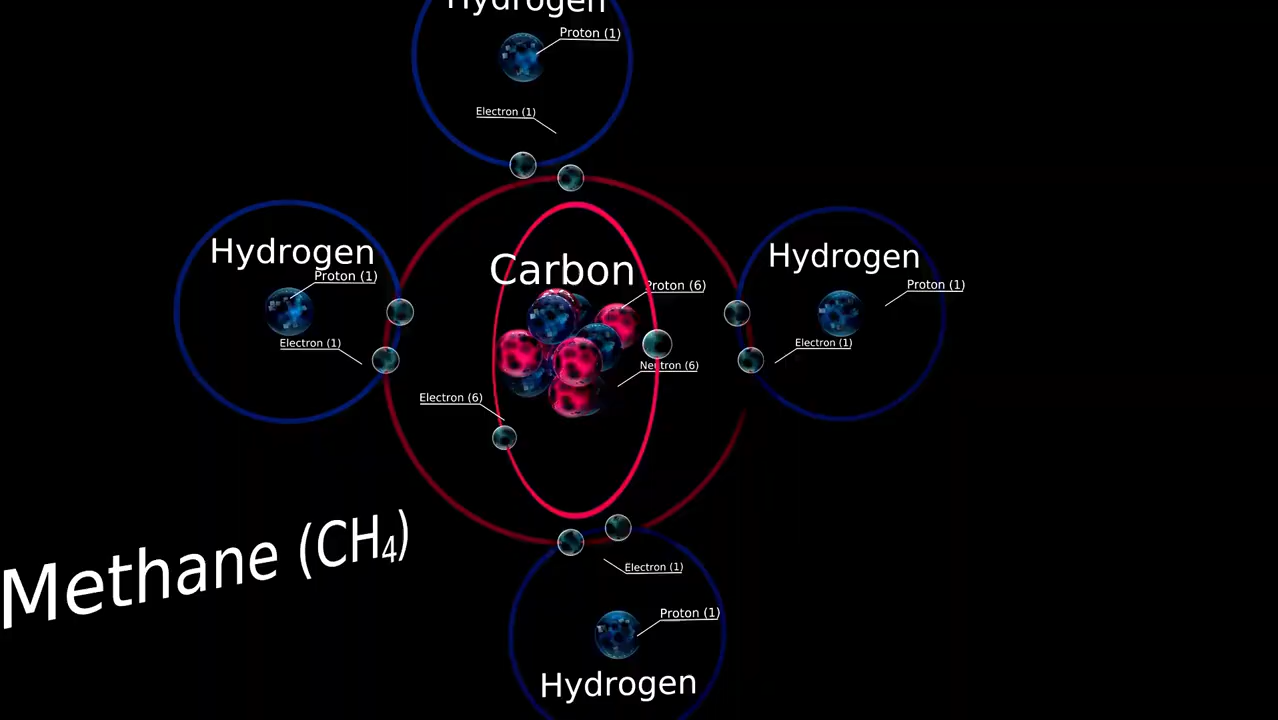 Hydrogen
Proton (1)
Electron (1)
Hydrogen
Proton (1)
Electron (1)
Carbon
Proton (6)
Neutron (6)
Electron (6)
Hydrogen
Proton (1)
Electron (1)
Methane (CH₄)
Electron (1)
Proton (1)
Hydrogen